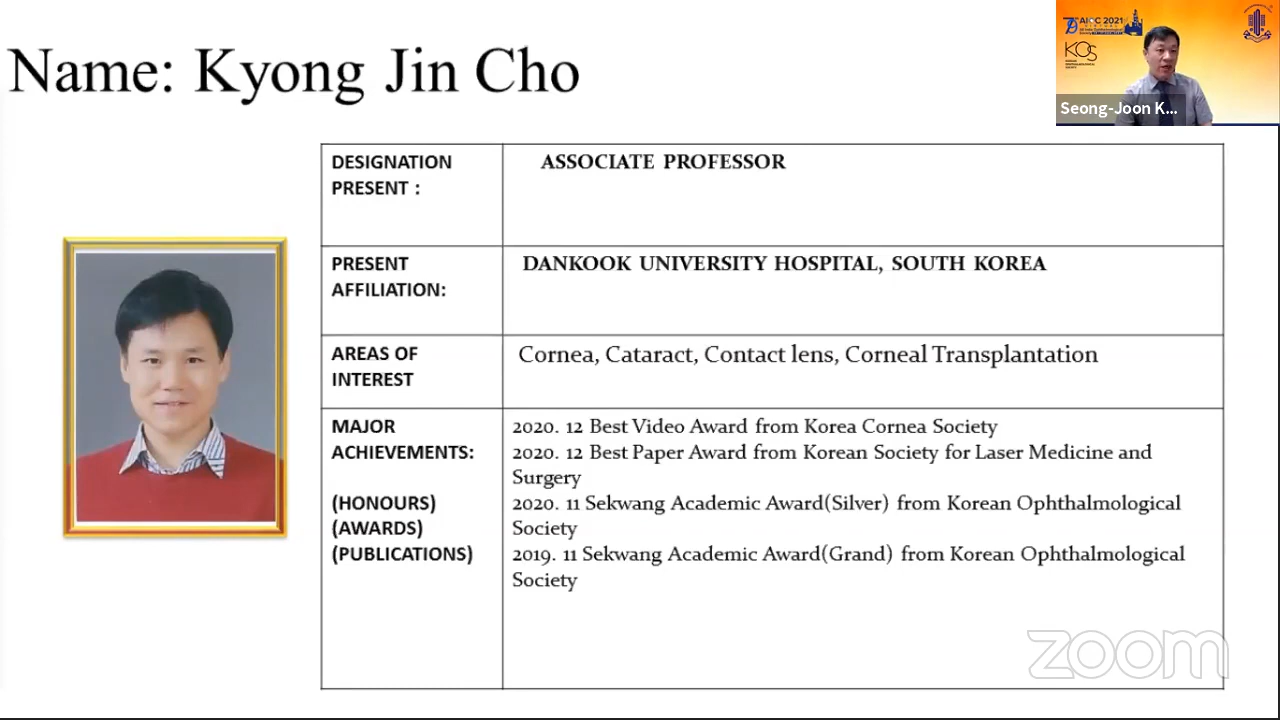 Name: Kyong Jin Cho
79 AIOC 2021
VIRTUAL
KOS
Seong-Joon K...
DESIGNATION
PRESENT :
ASSOCIATE PROFESSOR
PRESENT
AFFILIATION:
DANKOOK UNIVERSITY HOSPITAL, SOUTH KOREA
AREAS OF
INTEREST
Cornea, Cataract, Contact lens, Corneal Transplantation
MAJOR
ACHIEVEMENTS:
(HONOURS)
(AWARDS)
(PUBLICATIONS)
2020. 12 Best Video Award from Korea Cornea Society
2020. 12 Best Paper Award from Korean Society for Laser Medicine and
Surgery
2020. 11 Sekwang Academic Award(Silver) from Korean Ophthalmological
Society
2019. 11 Sekwang Academic Award(Grand) from Korean Ophthalmological
Society
zoom